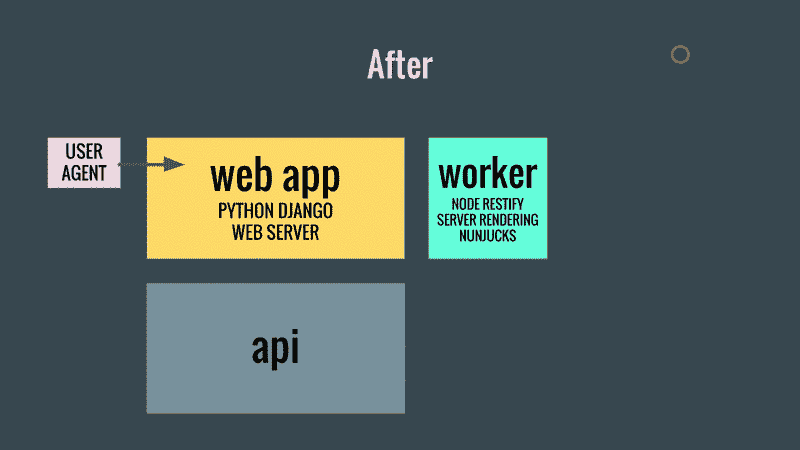 After
USER
AGENT
web app
PYTHON DJANGO
WEB SERVER
worker
NODE RESTIFY
SERVER RENDERING
NUNJUCKS
api